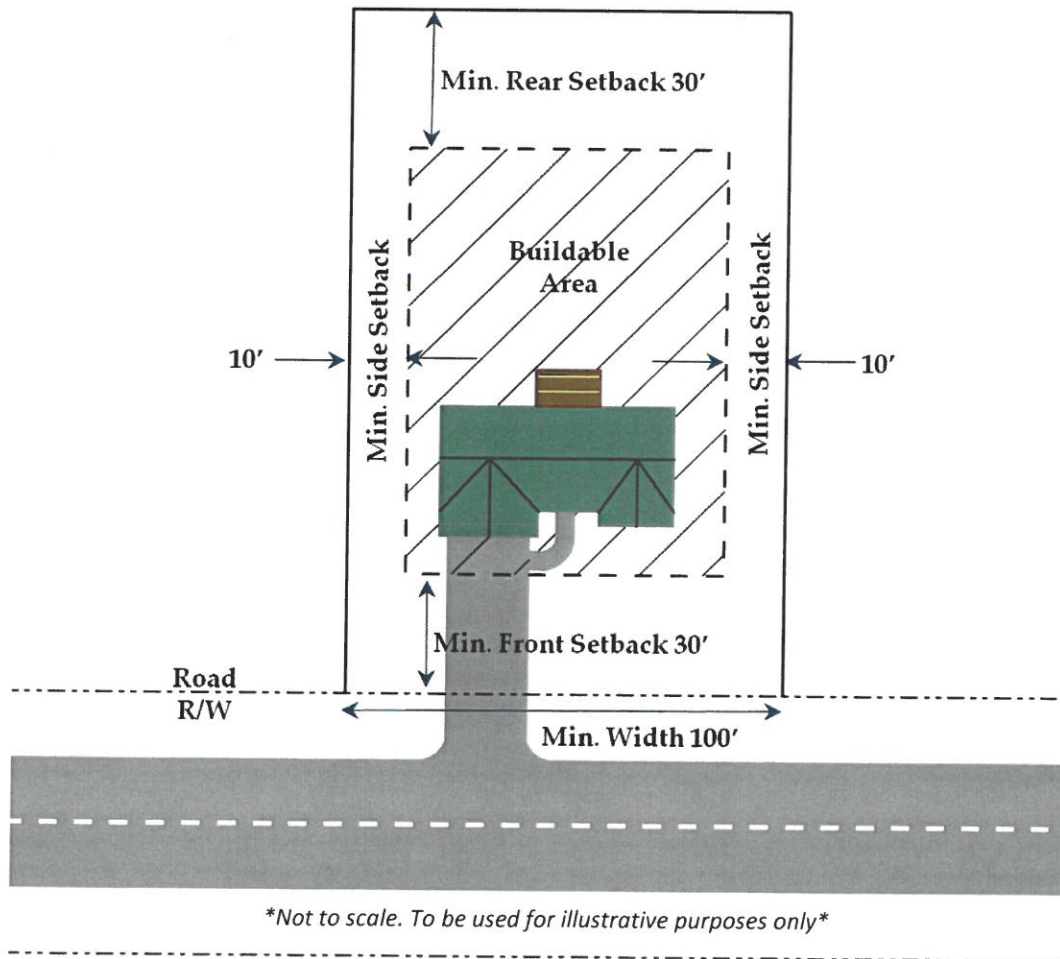 Min. Rear Setback 30'
Buildable
Area
Min. Side Setback
Min. Side Setback
10'
10'
Min. Front Setback 30'
Road
R/W
Min. Width 100'
*Not to scale. To be used for illustrative purposes only*